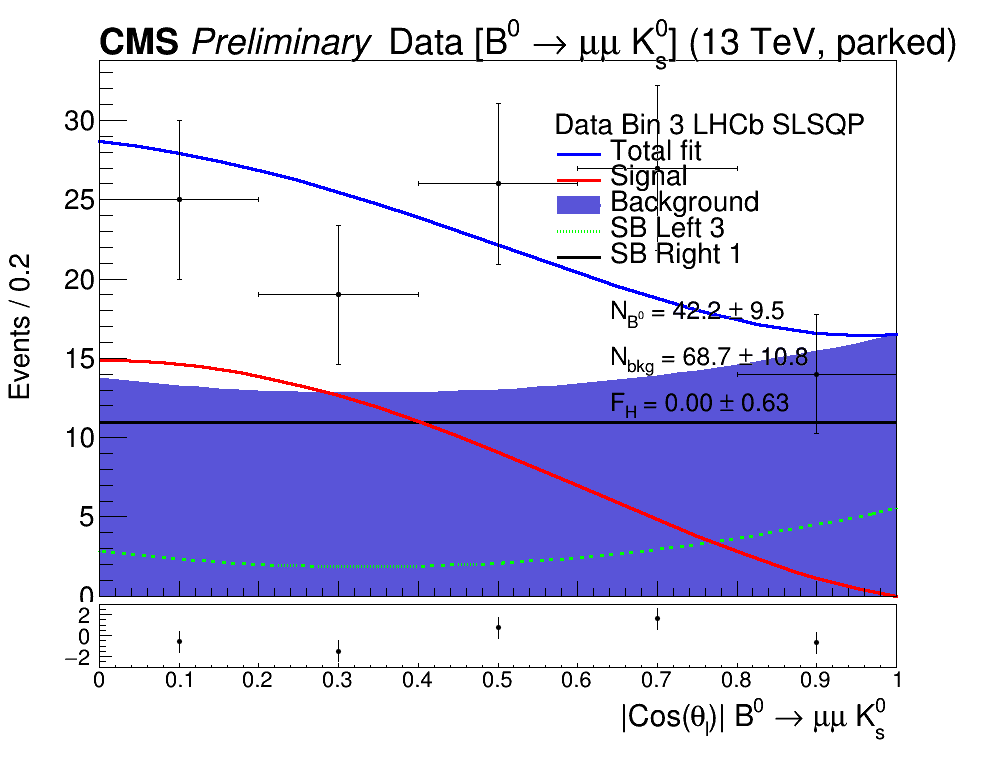 CMS Preliminary Data [B⁰ → μμ K⁰ₛ] (13 TeV, parked)
Events / 0.2
30
25
20
15
10
5
0
Data Bin 3 LHCb SLSQP
Total fit
Signal
Background
SB Left 3
SB Right 1
N_B⁰ = 42.2 ± 9.5
N_bkg = 68.7 ± 10.8
F_H = 0.00 ± 0.63
2
0
−2
0 0.1 0.2 0.3 0.4 0.5 0.6 0.7 0.8 0.9 1
|Cos(θₗ)| B⁰ → μμ K⁰ₛ